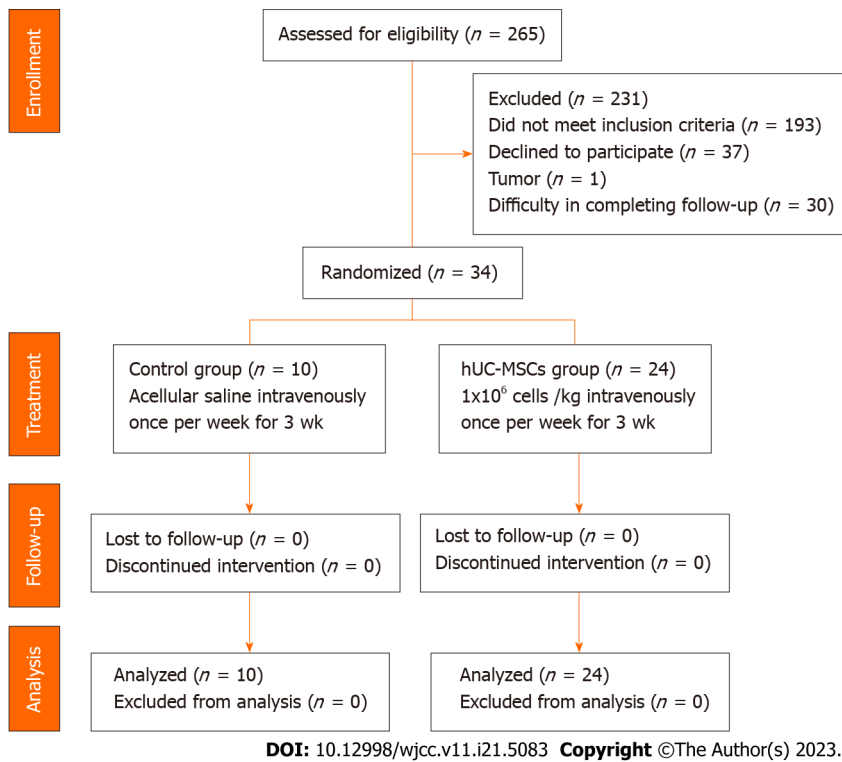 Enrollment
Assessed for eligibility (n = 265)
Excluded (n = 231)
Did not meet inclusion criteria (n = 193)
Declined to participate (n = 37)
Tumor (n = 1)
Difficulty in completing follow-up (n = 30)
Randomized (n = 34)
Treatment
Control group (n = 10)
Acellular saline intravenously
once per week for 3 wk
hUC-MSCs group (n = 24)
1x10⁶ cells /kg intravenously
once per week for 3 wk
Follow-up
Lost to follow-up (n = 0)
Discontinued intervention (n = 0)
Lost to follow-up (n = 0)
Discontinued intervention (n = 0)
Analysis
Analyzed (n = 10)
Excluded from analysis (n = 0)
Analyzed (n = 24)
Excluded from analysis (n = 0)
DOI: 10.12998/wjcc.v11.i21.5083 Copyright ©The Author(s) 2023.